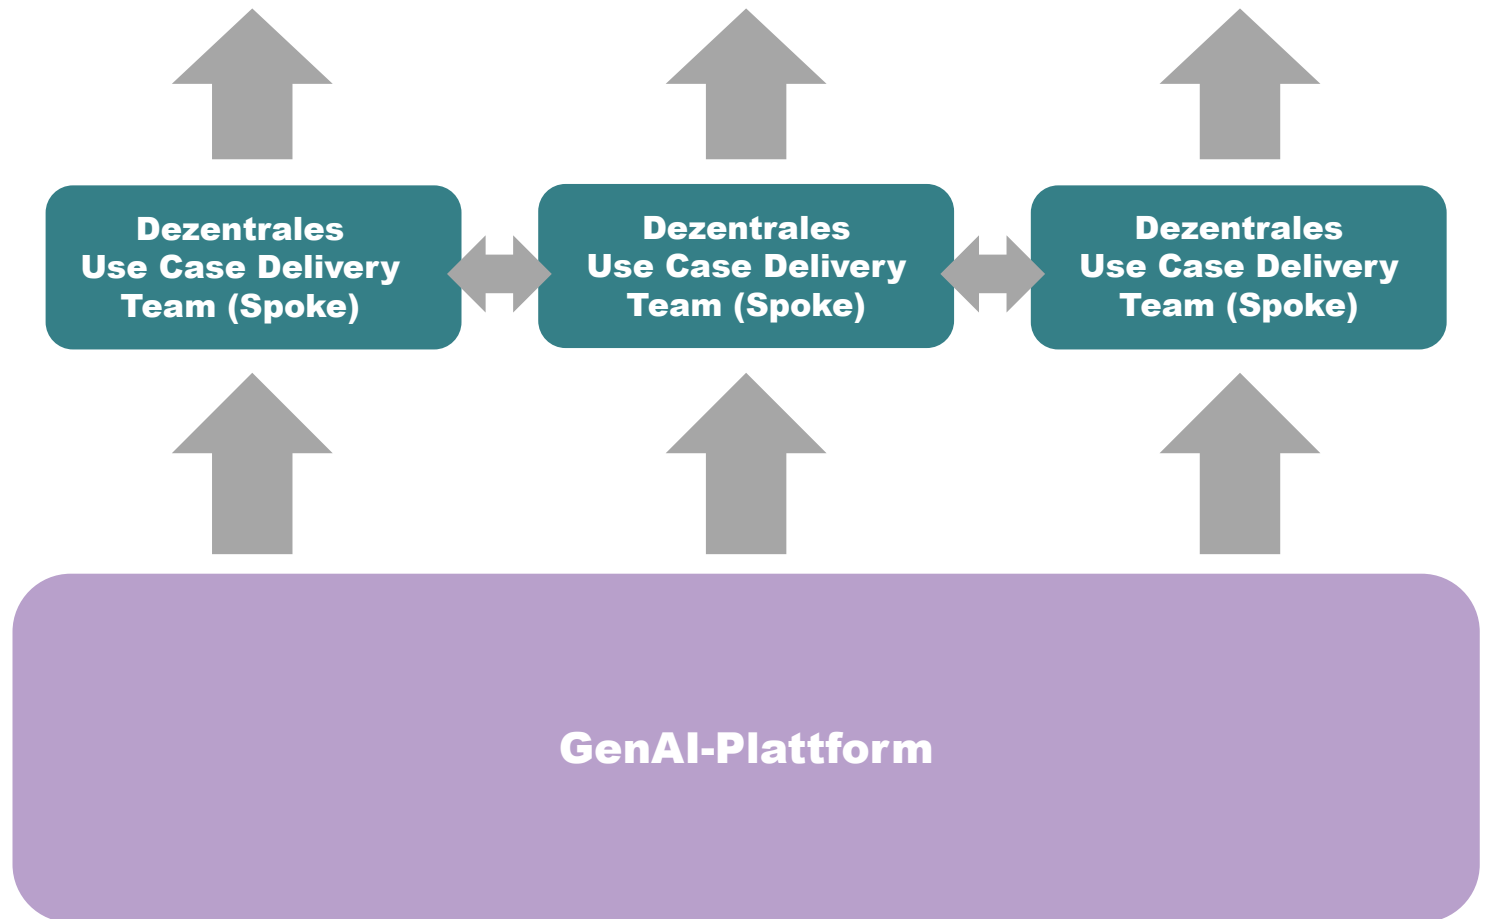 Dezentrales
Use Case Delivery
Team (Spoke)
Dezentrales
Use Case Delivery
Team (Spoke)
Dezentrales
Use Case Delivery
Team (Spoke)
GenAI-Plattform